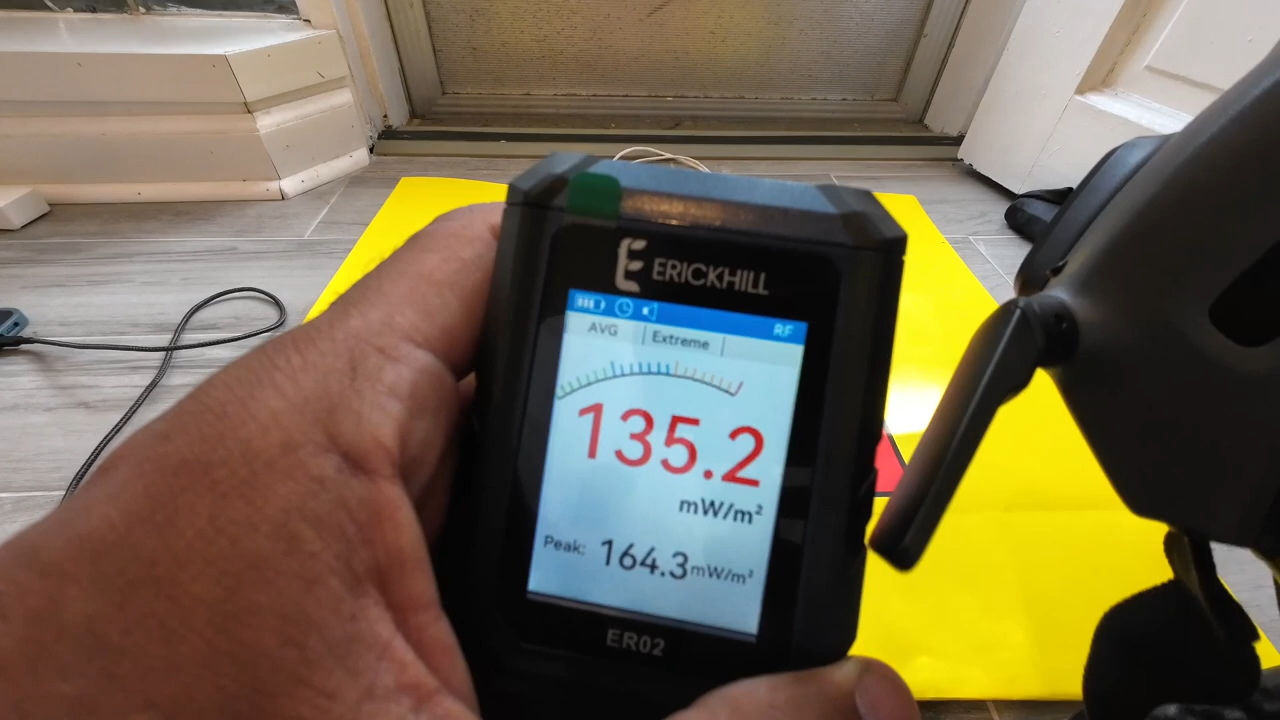 ERICKHILL
RF
AVG Extreme
135.2
mW/m²
Peak: 164.3mW/m²
ER02